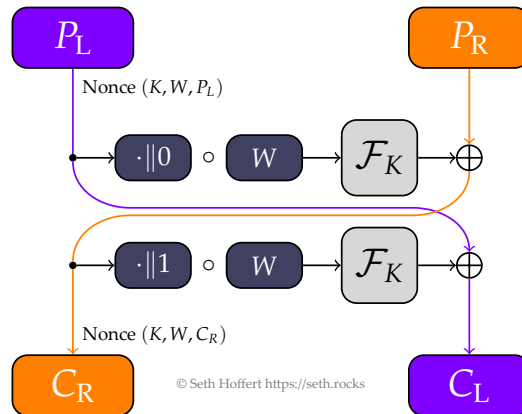 P_L P_R
Nonce (K, W, P_L)
·∥0 ∘ W F_K
·∥1 ∘ W F_K
Nonce (K, W, C_R)
C_R © Seth Hoffert https://seth.rocks C_L